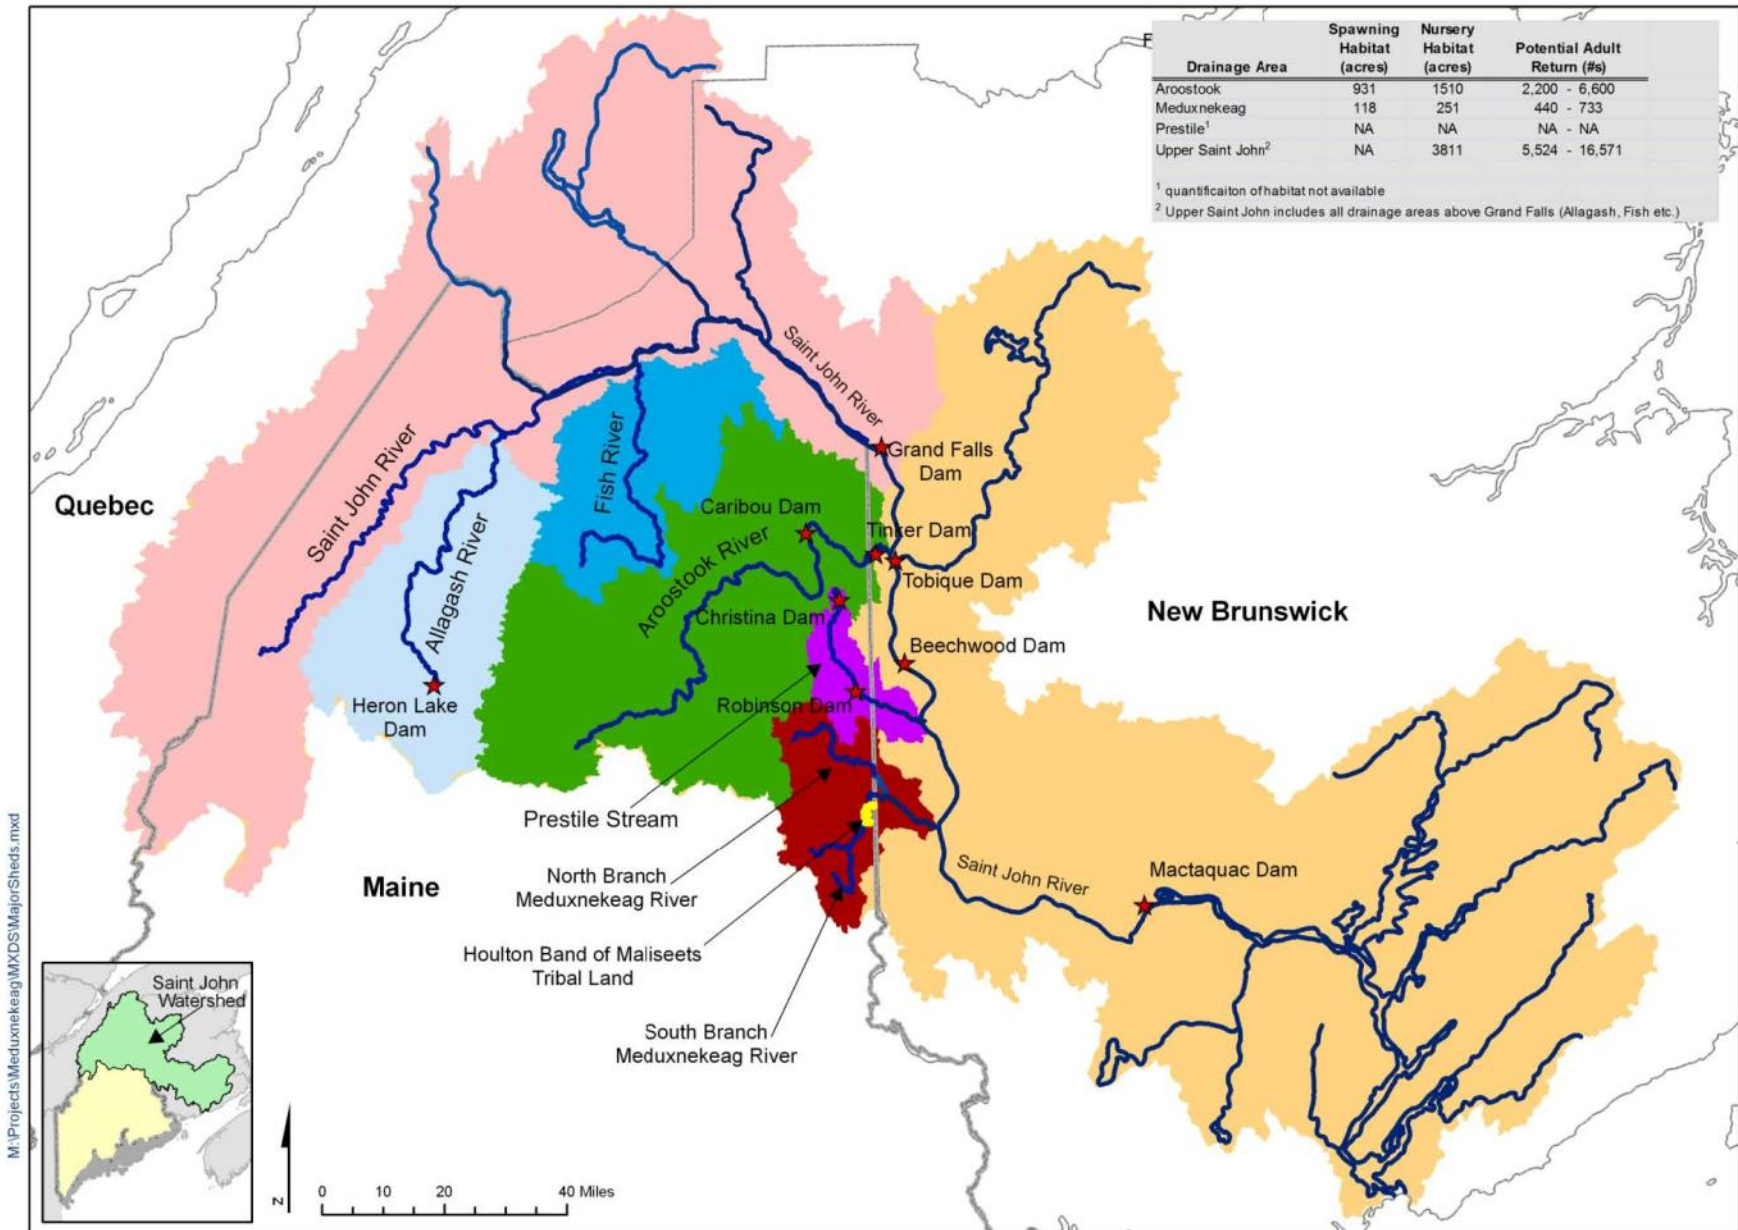 F
Spawning Nursery
Habitat Habitat Potential Adult
Drainage Area (acres) (acres) Return (#s)
Aroostook 931 1510 2,200 - 6,600
Meduxnekeag 118 251 440 - 733
Prestile1 NA NA NA - NA
Upper Saint John2 NA 3811 5,524 - 16,571
1 quantificaiton of habitat not available
2 Upper Saint John includes all drainage areas above Grand Falls (Allagash, Fish etc.)
Saint John River
Grand Falls
Dam
Fish River
Saint John River
Quebec
Caribou Dam
Tinker Dam
Aroostook River
Allagash River
Tobique Dam
Christina Dam
New Brunswick
Beechwood Dam
Heron Lake
Dam
Robinson Dam
Prestile Stream
Saint John River
Mactaquac Dam
North Branch
Meduxnekeag River
Maine
Houlton Band of Maliseets
Tribal Land
South Branch
Meduxnekeag River
Saint John
Watershed
N
0 10 20 40 Miles
M:\Projects\Meduxnekeag\MXDS\MajorSheds.mxd